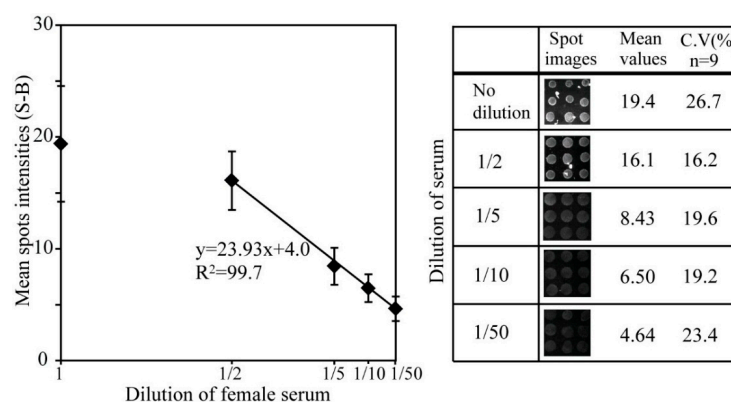 30
20
10
0
Mean spots intensities (S-B)
y=23.93x+4.0
R²=99.7
1 1/2 1/5 1/10 1/50
Dilution of female serum
Spot images Mean values C.V(% n=9
Dilution of serum
No dilution 19.4 26.7
1/2 16.1 16.2
1/5 8.43 19.6
1/10 6.50 19.2
1/50 4.64 23.4